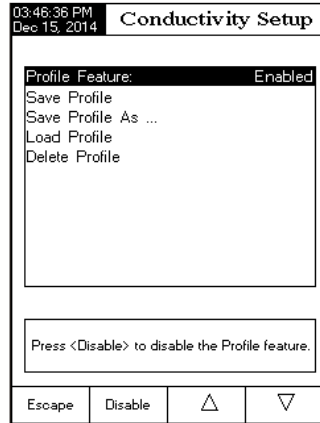 03:46:36 PM
Dec 15, 2014
Conductivity Setup
Profile Feature: Enabled
Save Profile
Save Profile As ...
Load Profile
Delete Profile
Press <Disable> to disable the Profile feature.
Escape Disable △ ▽